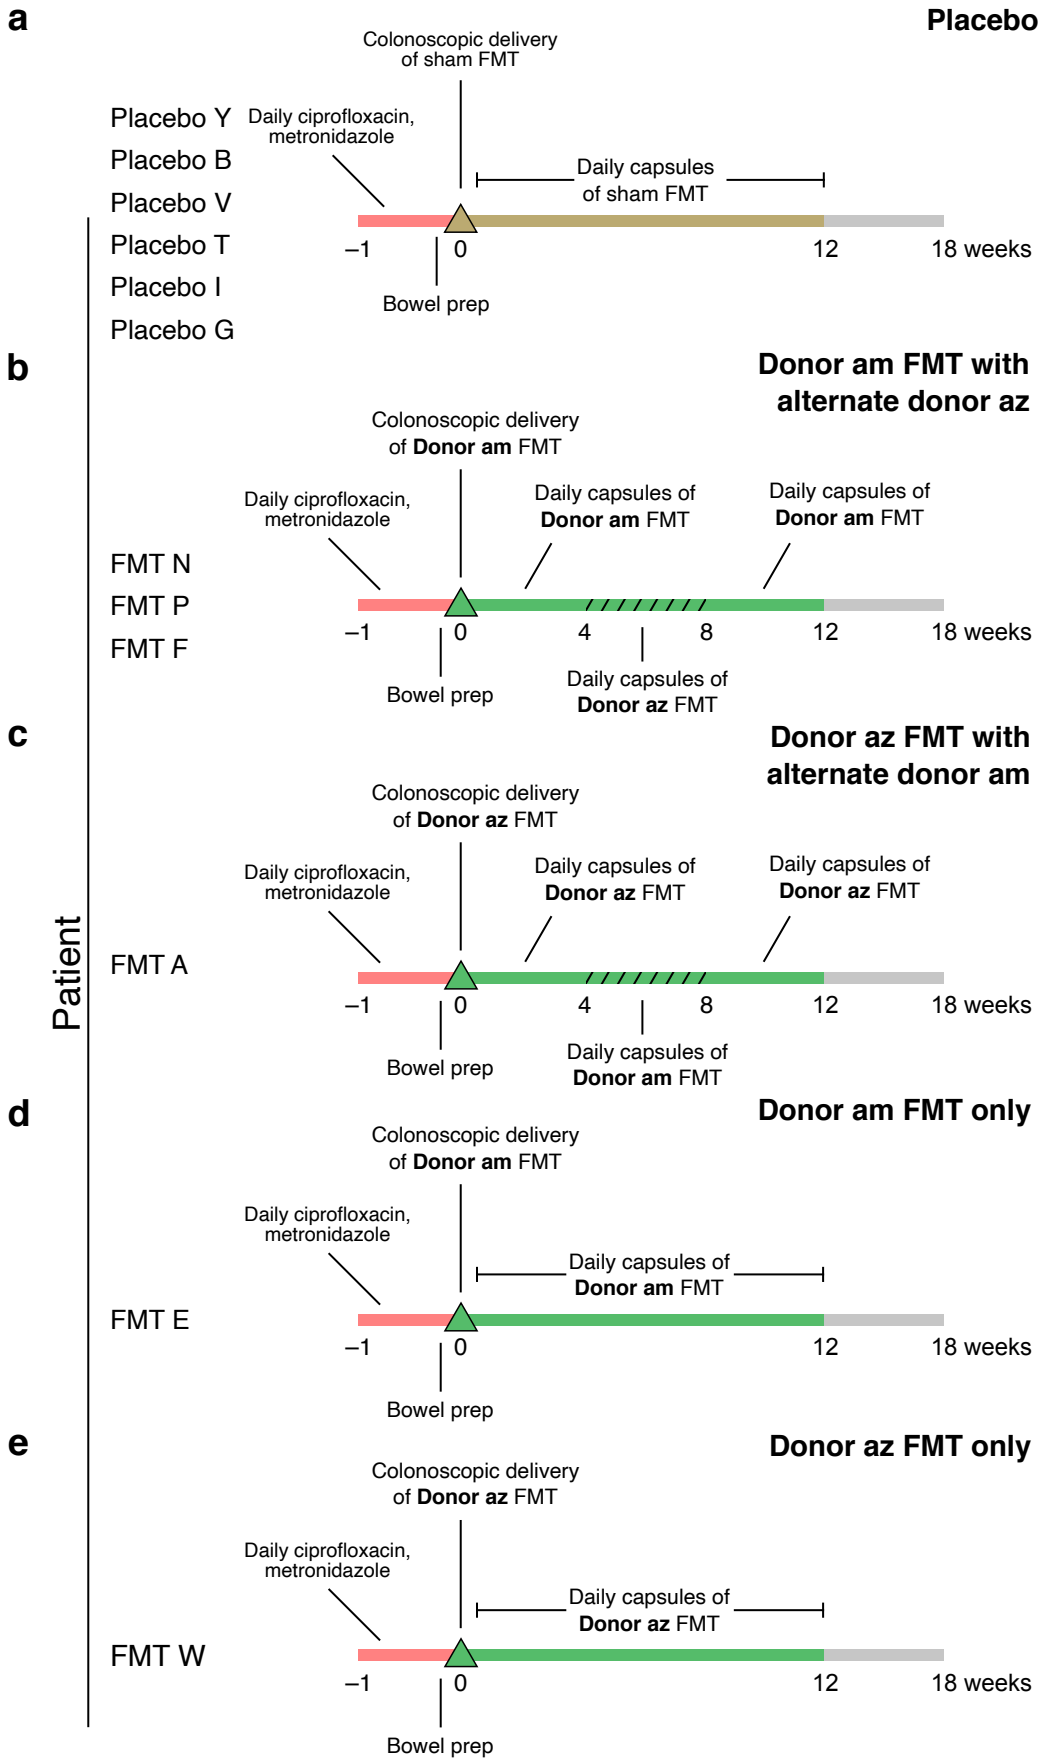 a
Placebo
Colonoscopic delivery
of sham FMT
Placebo Y
Placebo B
Placebo V
Placebo T
Placebo I
Placebo G
Daily ciprofloxacin,
metronidazole
Daily capsules
of sham FMT
–1 0 12 18 weeks
Bowel prep
b
Donor am FMT with
alternate donor az
Colonoscopic delivery
of Donor am FMT
Daily ciprofloxacin,
metronidazole
Daily capsules of
Donor am FMT
Daily capsules of
Donor am FMT
FMT N
FMT P
FMT F
–1 0 4 8 12 18 weeks
Bowel prep
Daily capsules of
Donor az FMT
c
Donor az FMT with
alternate donor am
Colonoscopic delivery
of Donor az FMT
Daily ciprofloxacin,
metronidazole
Daily capsules of
Donor az FMT
Daily capsules of
Donor az FMT
Patient
FMT A
–1 0 4 8 12 18 weeks
Bowel prep
Daily capsules of
Donor am FMT
d
Donor am FMT only
Colonoscopic delivery
of Donor am FMT
Daily ciprofloxacin,
metronidazole
Daily capsules of
Donor am FMT
FMT E
–1 0 12 18 weeks
Bowel prep
e
Donor az FMT only
Colonoscopic delivery
of Donor az FMT
Daily ciprofloxacin,
metronidazole
Daily capsules of
Donor az FMT
FMT W
–1 0 12 18 weeks
Bowel prep